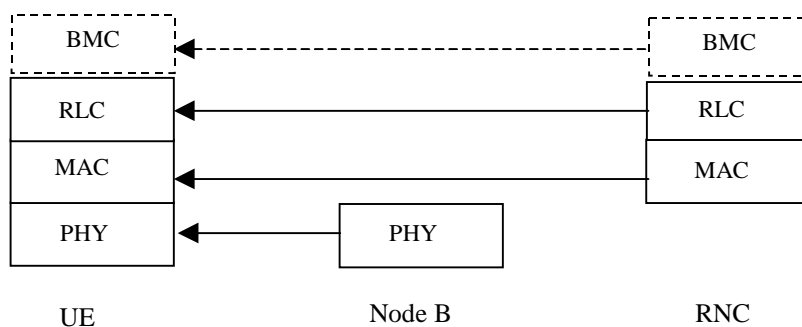 BMC BMC
RLC RLC
MAC MAC
PHY PHY
UE Node B RNC